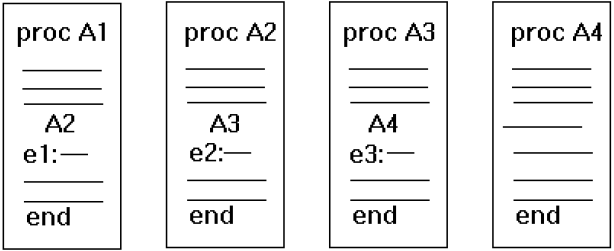 proc A1
A2
e1:
end
proc A2
A3
e2:
end
proc A3
A4
e3:
end
proc A4
end